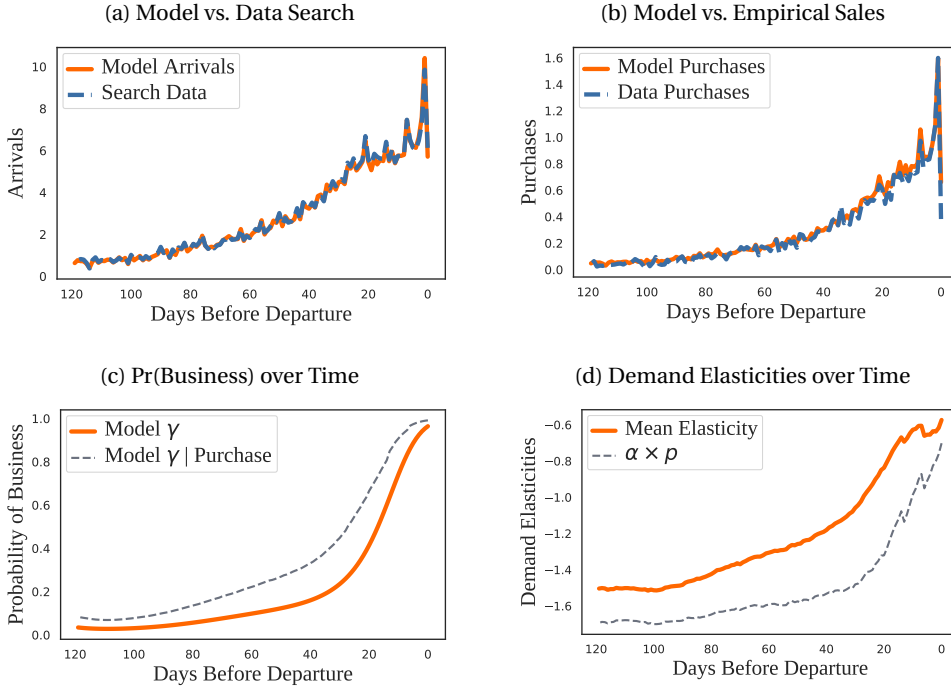 (a) Model vs. Data Search
Model Arrivals
Search Data
Arrivals
10
8
6
4
2
0
120 100 80 60 40 20 0
Days Before Departure
(b) Model vs. Empirical Sales
Model Purchases
Data Purchases
Purchases
1.6
1.4
1.2
1.0
0.8
0.6
0.4
0.2
0.0
120 100 80 60 40 20 0
Days Before Departure
(c) Pr(Business) over Time
Model γ
Model γ | Purchase
Probability of Business
1.0
0.8
0.6
0.4
0.2
0.0
120 100 80 60 40 20 0
Days Before Departure
(d) Demand Elasticities over Time
Mean Elasticity
α × p
Demand Elasticities
−0.6
−0.8
−1.0
−1.2
−1.4
−1.6
120 100 80 60 40 20 0
Days Before Departure